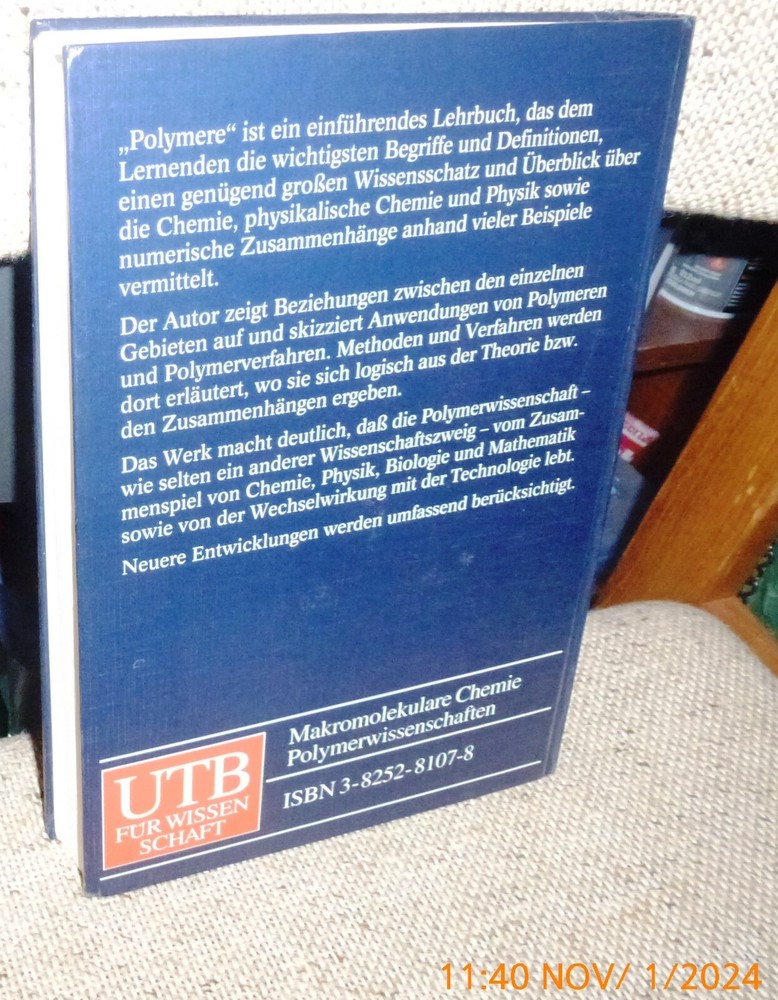 „Polymere“ ist ein einführendes Lehrbuch, das dem
Lernenden die wichtigsten Begriffe und Definitionen,
einen genügend großen Wissensschatz und Überblick über
die Chemie, physikalische Chemie und Physik sowie
numerische Zusammenhänge anhand vieler Beispiele
vermittelt.
Der Autor zeigt Beziehungen zwischen den einzelnen
Gebieten auf und skizziert Anwendungen von Polymeren
und Polymerverfahren. Methoden und Verfahren werden
dort erläutert, wo sie sich logisch aus der Theorie bzw.
den Zusammenhängen ergeben.
Das Werk macht deutlich, daß die Polymerwissenschaft –
wie selten ein anderer Wissenschaftszweig – vom Zusam-
menspiel von Chemie, Physik, Biologie und Mathematik
sowie von der Wechselwirkung mit der Technologie lebt.
Neuere Entwicklungen werden umfassend berücksichtigt.
Makromolekulare Chemie
Polymerwissenschaften
UTB
FÜR WISSEN
SCHAFT
ISBN 3-8252-8107-8
11:40 NOV/ 1/2024